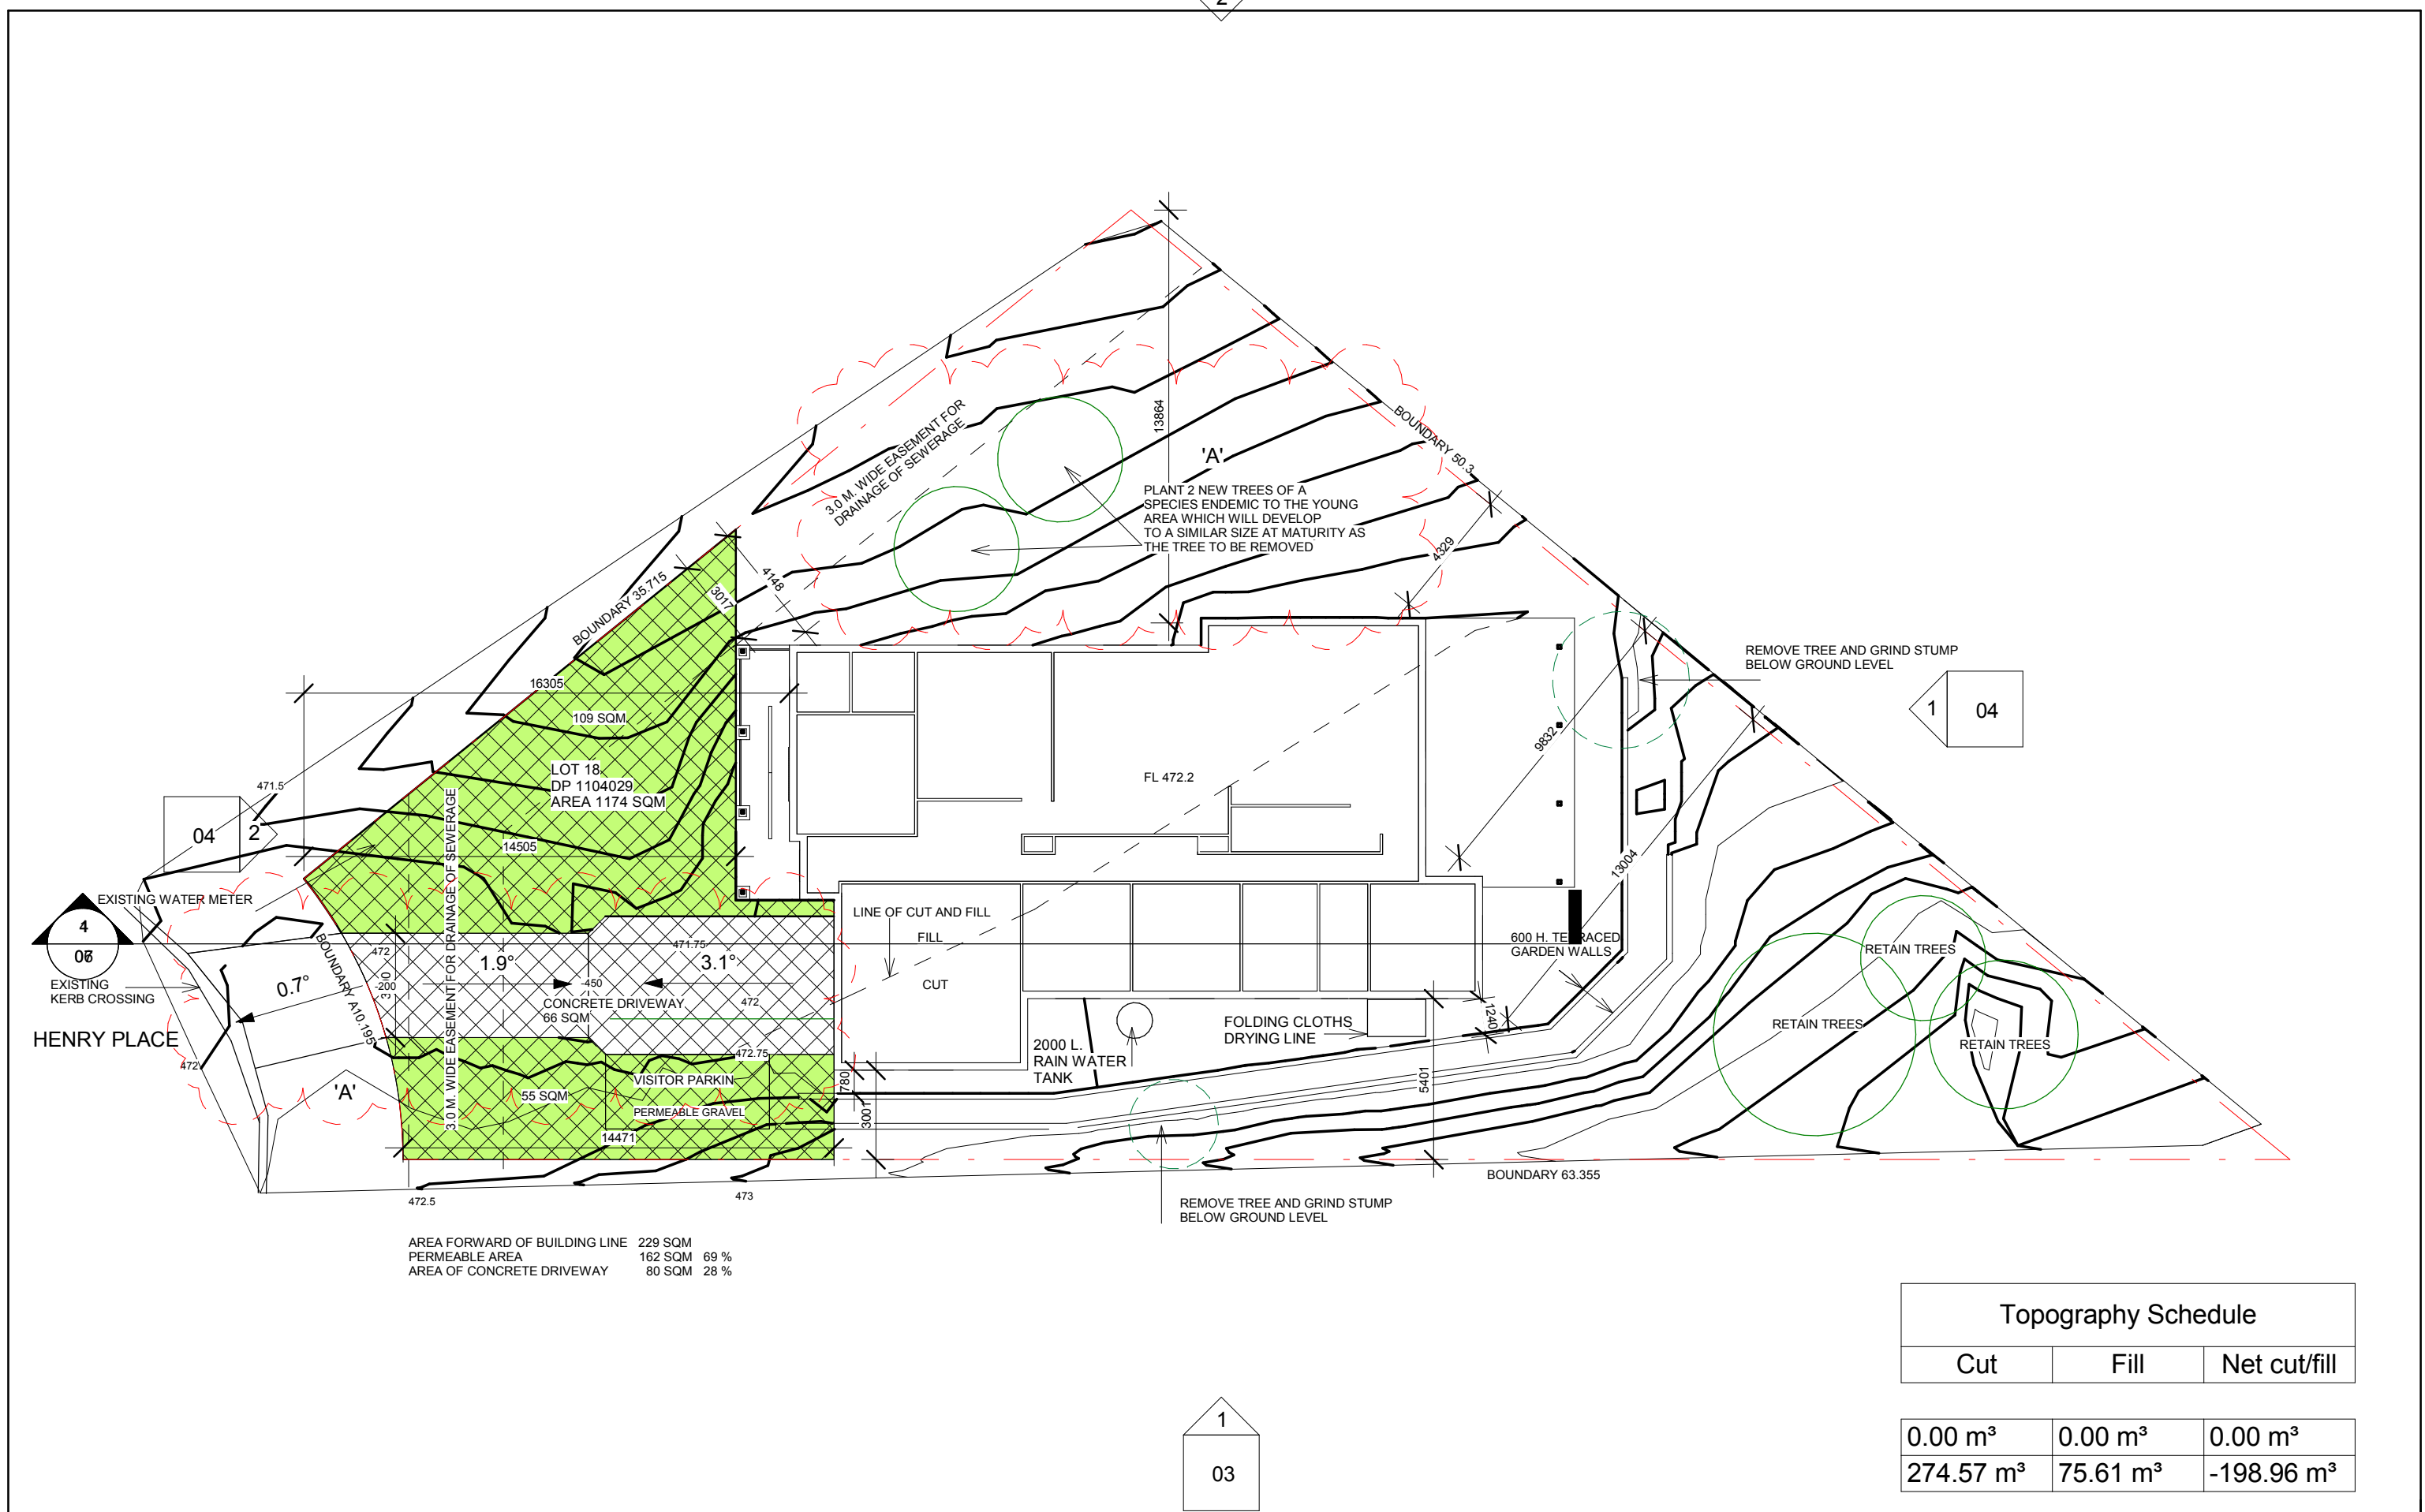 2
13864
3.0 M. WIDE EASEMENT FOR
DRAINAGE OF SEWERAGE
'A'
BOUNDARY 50.3
PLANT 2 NEW TREES OF A
SPECIES ENDEMIC TO THE YOUNG
AREA WHICH WILL DEVELOP
TO A SIMILAR SIZE AT MATURITY AS
THE TREE TO BE REMOVED
4329
BOUNDARY 35.715
3017
4148
REMOVE TREE AND GRIND STUMP
BELOW GROUND LEVEL
1
04
16305
109 SQM
9832
LOT 18
DP 1104029
AREA 1174 SQM
FL 472.2
471.5
04
2
14505
13004
3.0 M. WIDE EASEMENT FOR DRAINAGE OF SEWERAGE
EXISTING WATER METER
4
LINE OF CUT AND FILL
FILL
CUT
600 H. TERRACED
GARDEN WALLS
RETAIN TREES
RETAIN TREES
RETAIN TREES
471.75
472
1.9°
3.1°
0.7°
-200
-450
BOUNDARY A10.195
EXISTING
KERB CROSSING
HENRY PLACE
CONCRETE DRIVEWAY
66 SQM
472
472
472.75
1240
FOLDING CLOTHS
DRYING LINE
2000 L.
RAIN WATER
TANK
VISITOR PARKIN
PERMEABLE GRAVEL
55 SQM
'A'
780
3001
5401
14471
472.5
473
BOUNDARY 63.355
REMOVE TREE AND GRIND STUMP
BELOW GROUND LEVEL
AREA FORWARD OF BUILDING LINE 229 SQM
PERMEABLE AREA 162 SQM 69 %
AREA OF CONCRETE DRIVEWAY 80 SQM 28 %
Topography Schedule
Cut Fill Net cut/fill
0.00 m³ 0.00 m³ 0.00 m³
274.57 m³ 75.61 m³ -198.96 m³
1
03